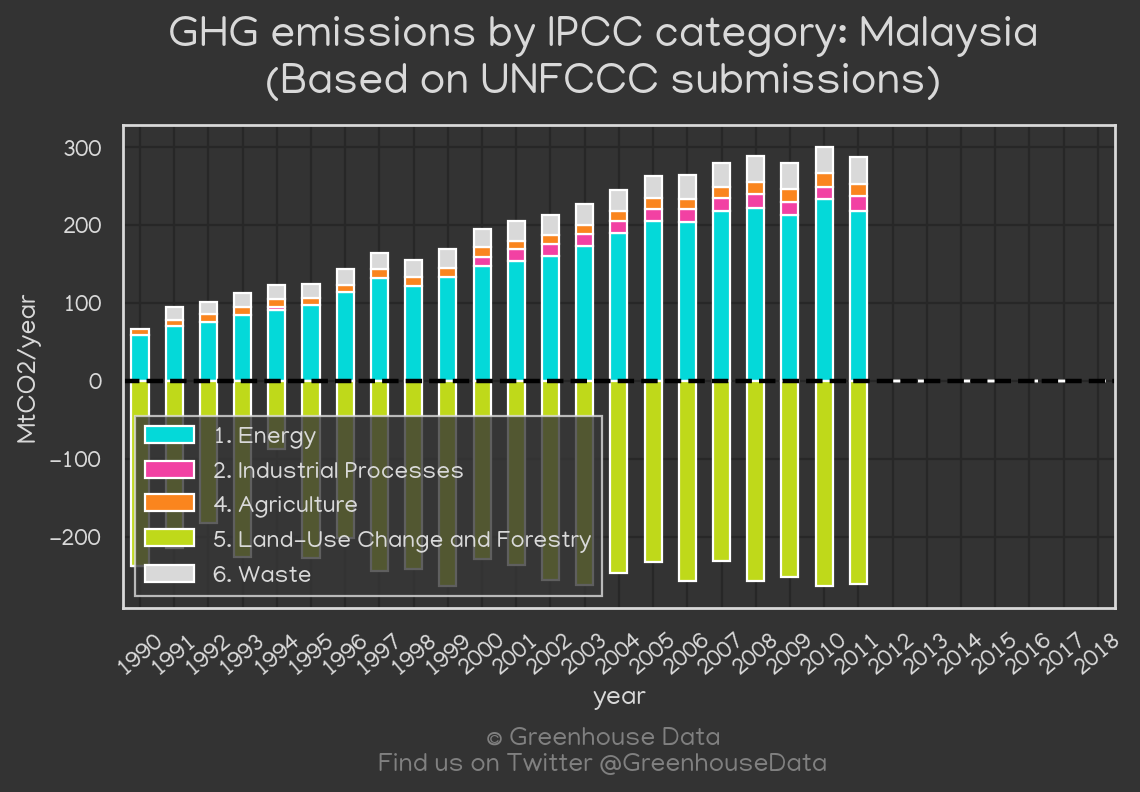 GHG emissions by IPCC category: Malaysia
(Based on UNFCCC submissions)
MtCO2/year
300
200
100
0
−100
−200
1. Energy
2. Industrial Processes
4. Agriculture
5. Land-Use Change and Forestry
6. Waste
1990 1991 1992 1993 1994 1995 1996 1997 1998 1999 2000 2001 2002 2003 2004 2005 2006 2007 2008 2009 2010 2011 2012 2013 2014 2015 2016 2017 2018
year
© Greenhouse Data
Find us on Twitter @GreenhouseData